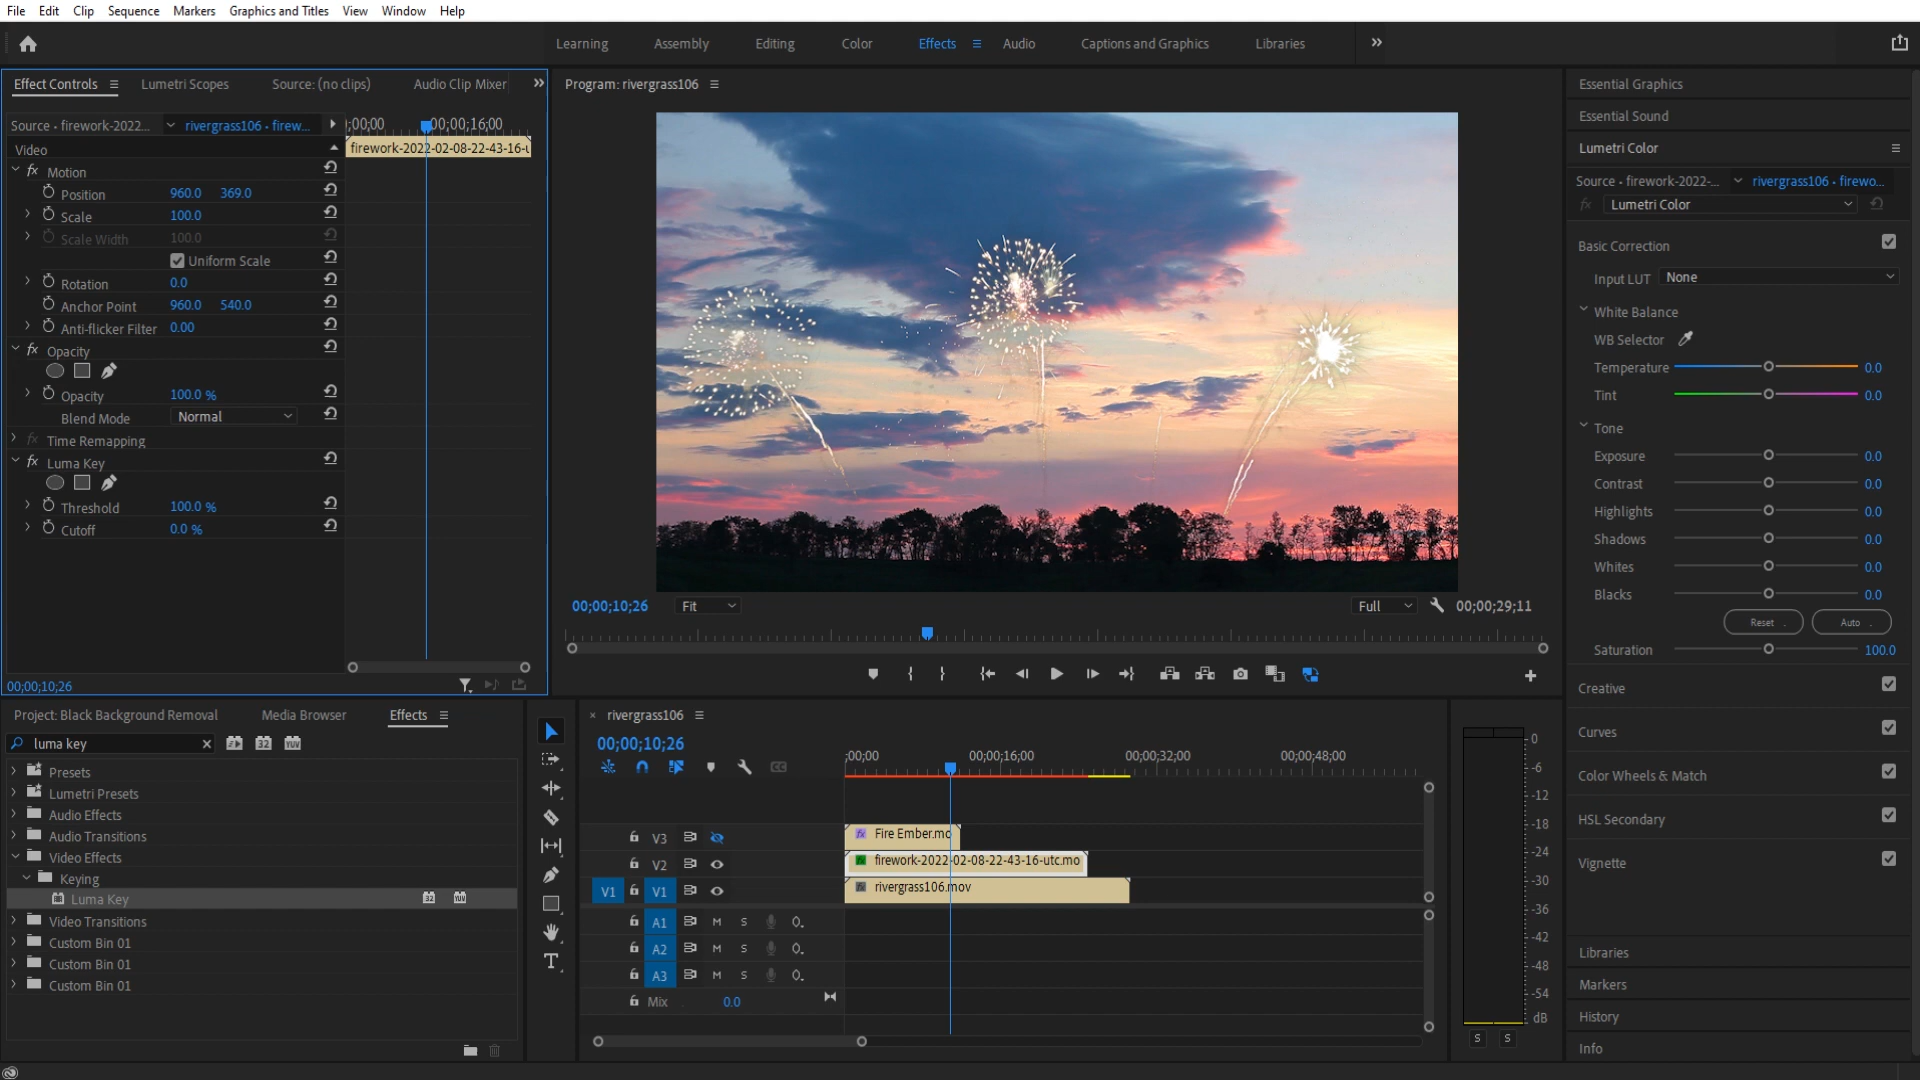 File Edit Clip Sequence Markers Graphics and Titles View Window Help
Learning Assembly Editing Color Effects Audio Captions and Graphics Libraries
Effect Controls Lumetri Scopes Source: (no clips) Audio Clip Mixer
Source • firework-2022... rivergrass106 • firew...
;00;00 00;00;16;00
Video
firework-2022-02-08-22-43-16-u
Motion
Position 960.0 369.0
Scale 100.0
Scale Width 100.0
Uniform Scale
Rotation 0.0
Anchor Point 960.0 540.0
Anti-flicker Filter 0.00
Opacity
Opacity 100.0 %
Blend Mode Normal
Time Remapping
Luma Key
Threshold 100.0 %
Cutoff 0.0 %
00;00;10;26
Program: rivergrass106
00;00;10;26 Fit Full 00;00;29;11
Essential Graphics
Essential Sound
Lumetri Color
Source • firework-2022-... rivergrass106 • firewo...
fx Lumetri Color
Basic Correction
Input LUT None
White Balance
WB Selector
Temperature 0.0
Tint 0.0
Tone
Exposure 0.0
Contrast 0.0
Highlights 0.0
Shadows 0.0
Whites 0.0
Blacks 0.0
Reset Auto
Saturation 100.0
Creative
Curves
Color Wheels & Match
HSL Secondary
Vignette
Libraries
Markers
History
Info
Project: Black Background Removal Media Browser Effects
luma key
Presets
Lumetri Presets
Audio Effects
Audio Transitions
Video Effects
Keying
Luma Key
Video Transitions
Custom Bin 01
Custom Bin 01
Custom Bin 01
rivergrass106
00;00;10;26
;00;00 00;00;16;00 00;00;32;00 00;00;48;00
V3 Fire Ember.mo
V2 firework-2022-02-08-22-43-16-utc.mo
V1 V1 rivergrass106.mov
A1 M S
A2 M S
A3 M S
Mix 0.0
0
-6
-12
-18
-24
-30
-36
-42
-48
-54
dB
S S